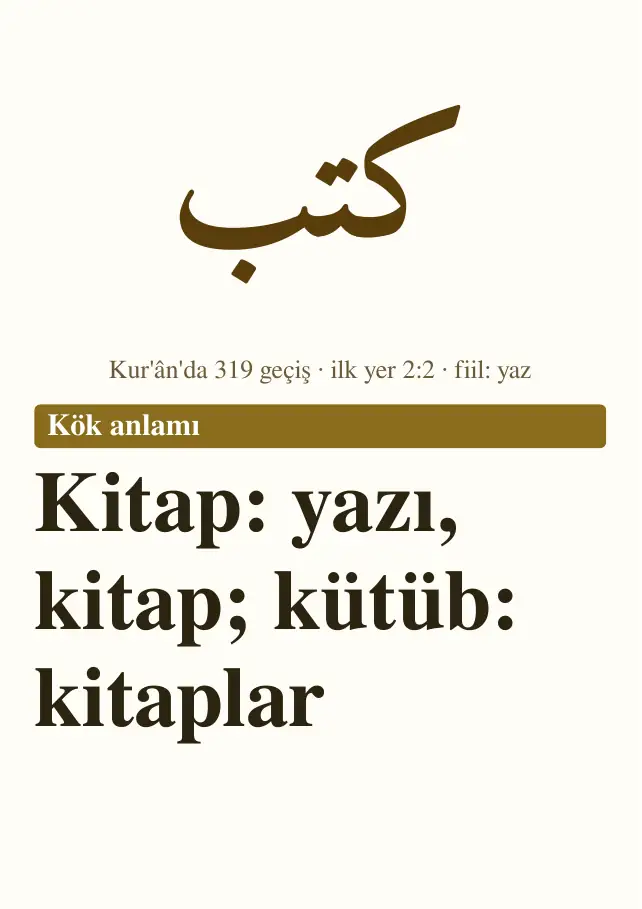 كتب
Kur'ân'da 319 geçiş · ilk yer 2:2 · fiil: yaz
Kök anlamı
Kitap: yazı,
kitap; kütüb:
kitaplar